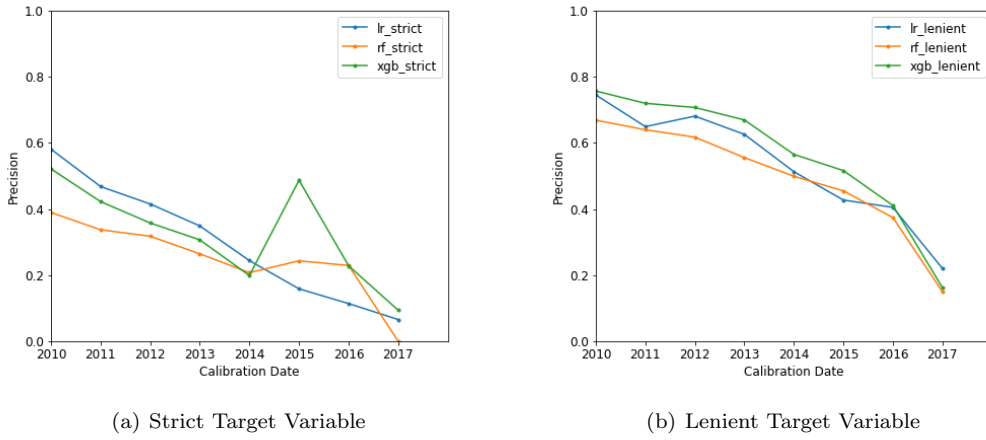 1.0
0.8
0.6
0.4
0.2
0.0
Precision
2010 2011 2012 2013 2014 2015 2016 2017
Calibration Date
lr_strict
rf_strict
xgb_strict
(a) Strict Target Variable
1.0
0.8
0.6
0.4
0.2
0.0
Precision
2010 2011 2012 2013 2014 2015 2016 2017
Calibration Date
lr_lenient
rf_lenient
xgb_lenient
(b) Lenient Target Variable